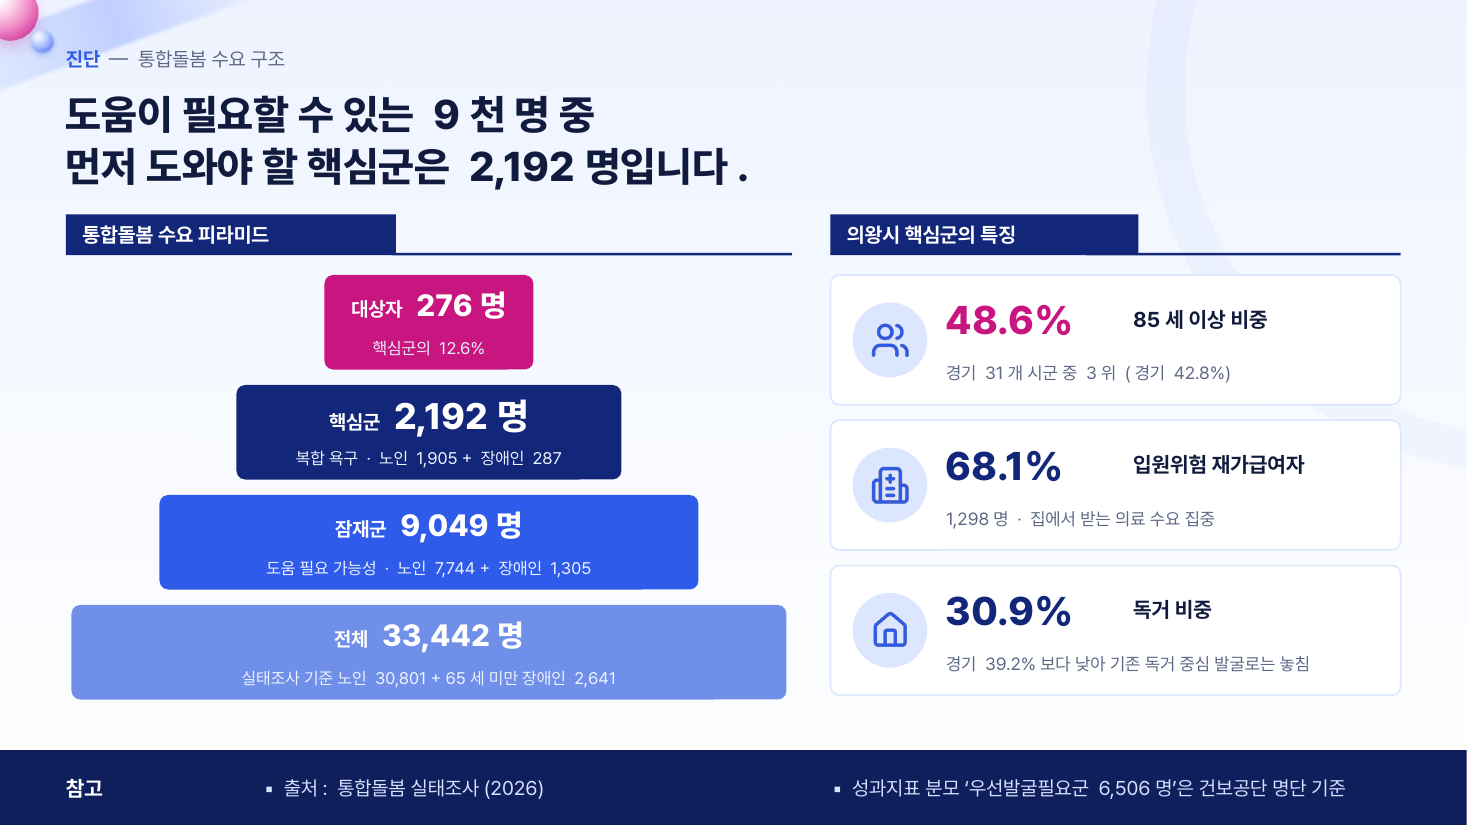 진단 — 통합돌봄 수요 구조
도움이 필요할 수 있는 9 천 명 중
먼저 도와야 할 핵심군은 2,192 명입니다 .
통합돌봄 수요 피라미드
대상자 276 명
핵심군의 12.6%
핵심군 2,192 명
복합 욕구 · 노인 1,905 + 장애인 287
잠재군 9,049 명
도움 필요 가능성 · 노인 7,744 + 장애인 1,305
전체 33,442 명
실태조사 기준 노인 30,801 + 65 세 미만 장애인 2,641
의왕시 핵심군의 특징
48.6% 85 세 이상 비중
경기 31 개 시군 중 3 위 ( 경기 42.8%)
68.1% 입원위험 재가급여자
1,298 명 · 집에서 받는 의료 수요 집중
30.9% 독거 비중
경기 39.2% 보다 낮아 기존 독거 중심 발굴로는 놓침
참고
▪ 출처 : 통합돌봄 실태조사 (2026)
▪ 성과지표 분모 ‘우선발굴필요군 6,506 명’은 건보공단 명단 기준